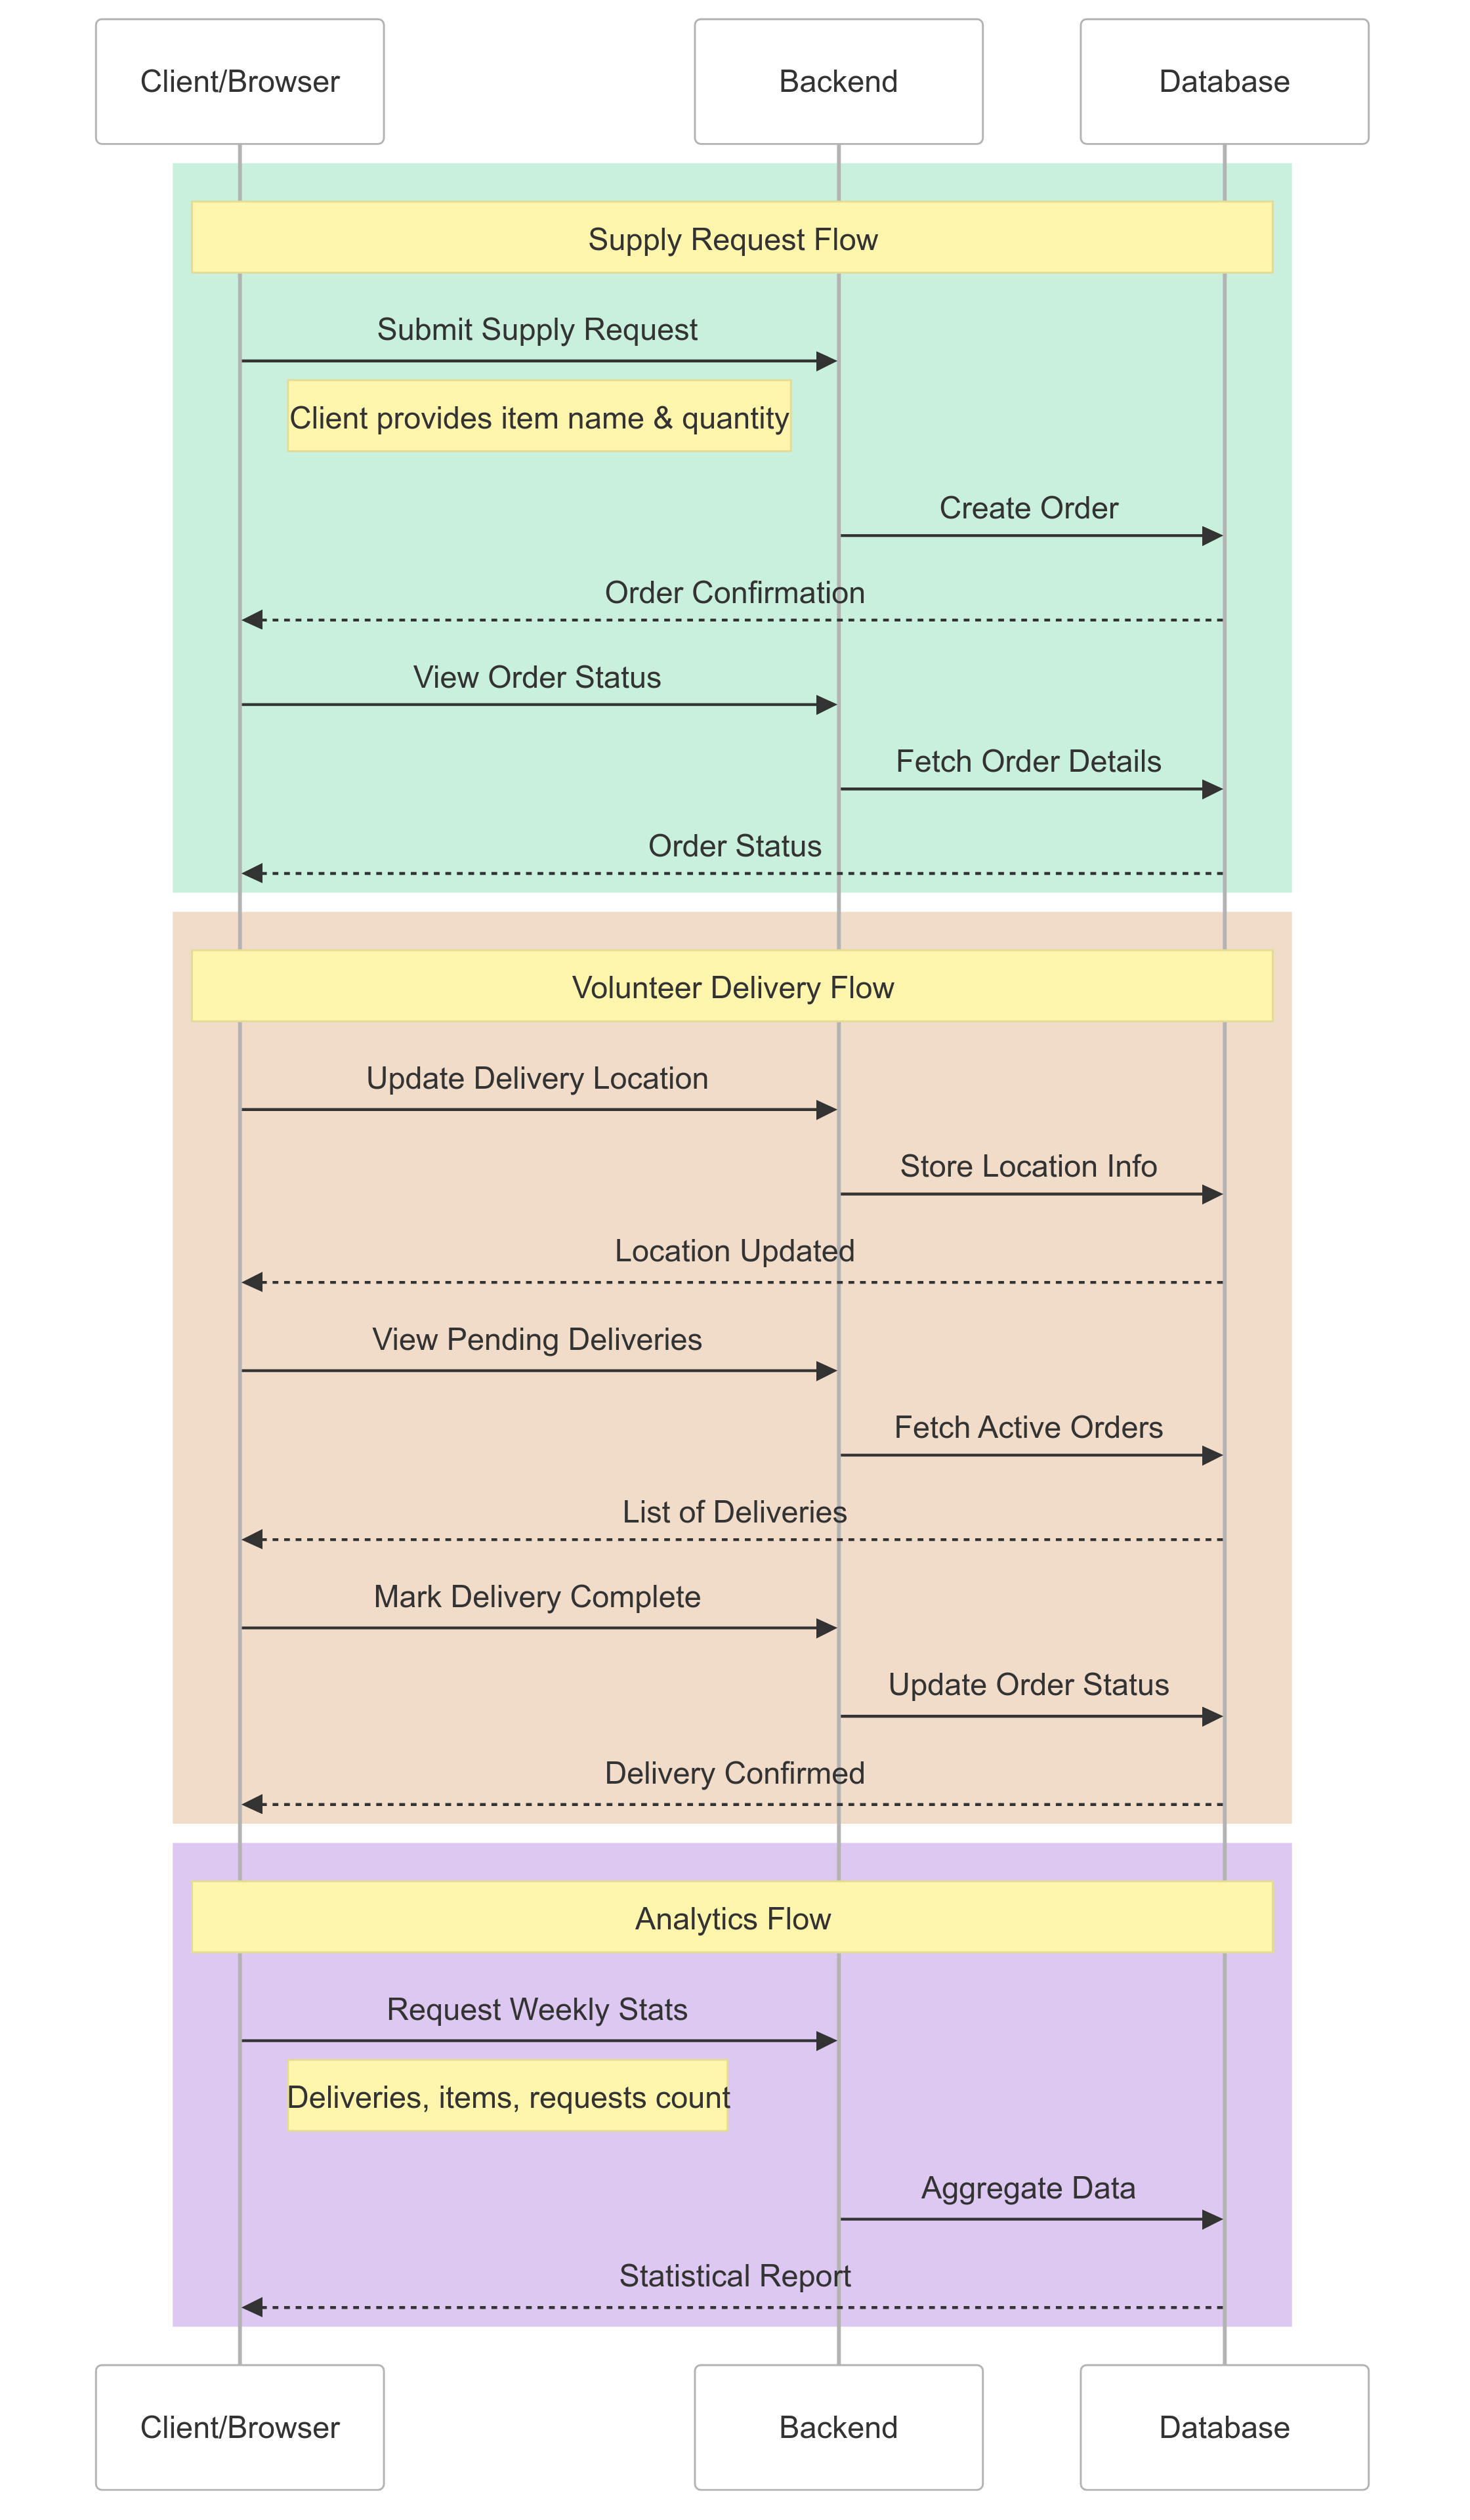 Client/Browser
Backend
Database
Supply Request Flow
Submit Supply Request
Client provides item name & quantity
Create Order
Order Confirmation
View Order Status
Fetch Order Details
Order Status
Volunteer Delivery Flow
Update Delivery Location
Store Location Info
Location Updated
View Pending Deliveries
Fetch Active Orders
List of Deliveries
Mark Delivery Complete
Update Order Status
Delivery Confirmed
Analytics Flow
Request Weekly Stats
Deliveries, items, requests count
Aggregate Data
Statistical Report
Client/Browser
Backend
Database